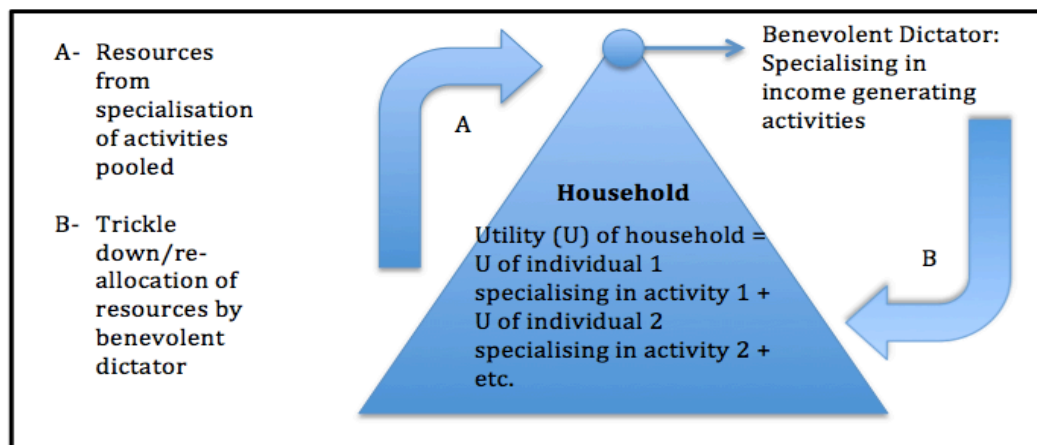 A- Resources
from
specialisation
of activities
pooled
B- Trickle
down/re-
allocation of
resources by
benevolent
dictator
A
Benevolent Dictator:
Specialising in
income generating
activities
Household
Utility (U) of household =
U of individual 1
specialising in activity 1 +
U of individual 2
specialising in activity 2 +
etc.
B